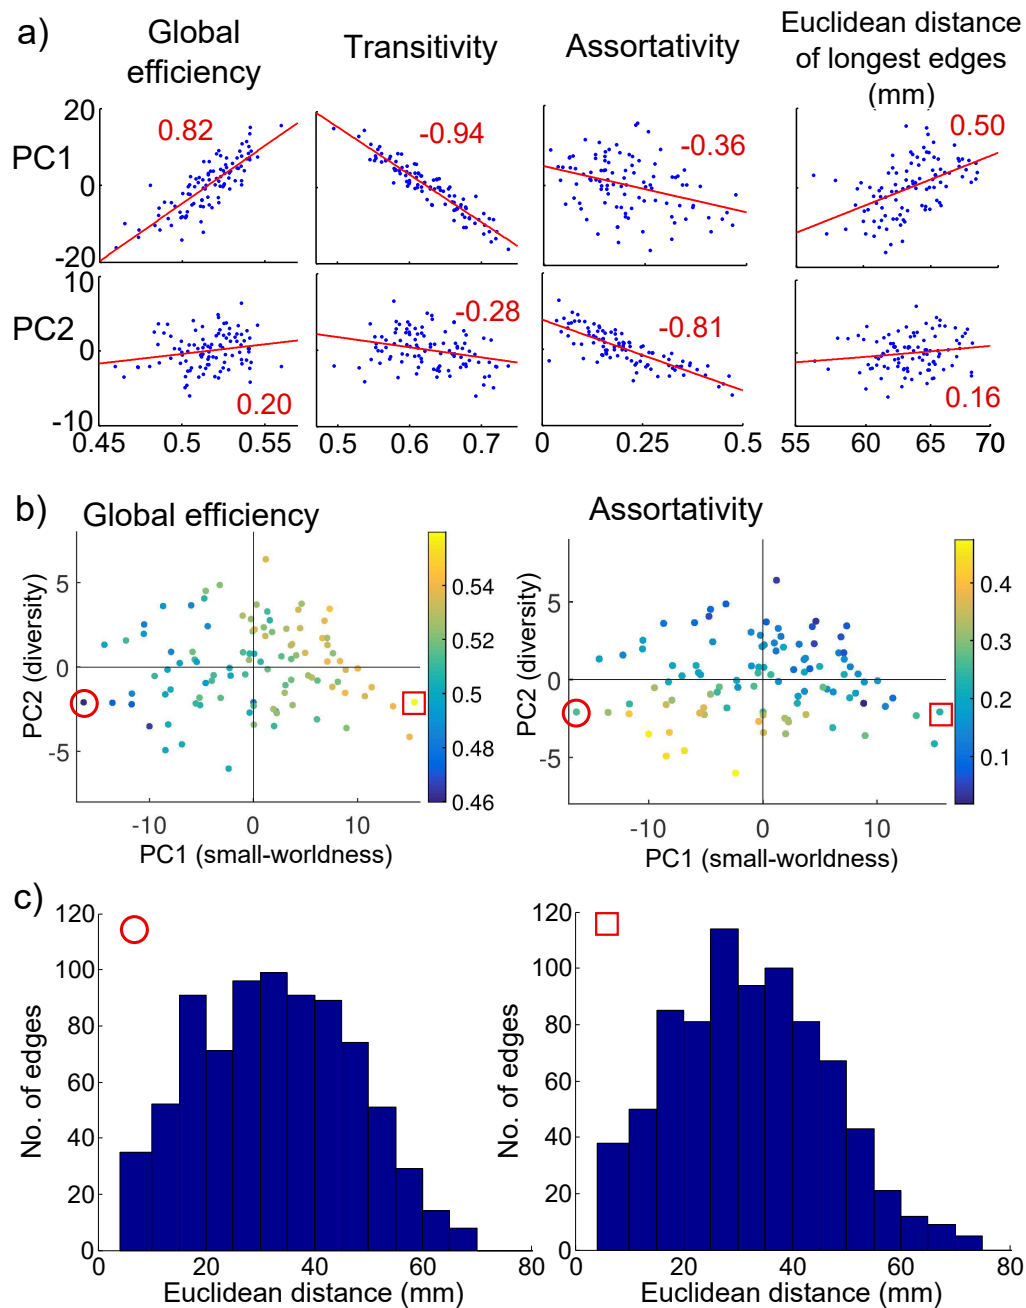 a)
Global
efficiency
Transitivity
Assortativity
Euclidean distance
of longest edges
(mm)
PC1
20
0
-20
0.82
-0.94
-0.36
0.50
PC2
10
0
-10
0.20
-0.28
-0.81
0.16
0.45 0.5 0.55
0.5 0.6 0.7
0 0.25 0.5
55 60 65 70
b)
Global efficiency
PC2 (diversity)
5
0
-5
-10 0 10
PC1 (small-worldness)
0.54
0.52
0.5
0.48
0.46
Assortativity
PC2 (diversity)
5
0
-5
-10 0 10
PC1 (small-worldness)
0.4
0.3
0.2
0.1
c)
No. of edges
120
100
80
60
40
20
0
0 20 40 60 80
Euclidean distance (mm)
No. of edges
120
100
80
60
40
20
0
0 20 40 60 80
Euclidean distance (mm)